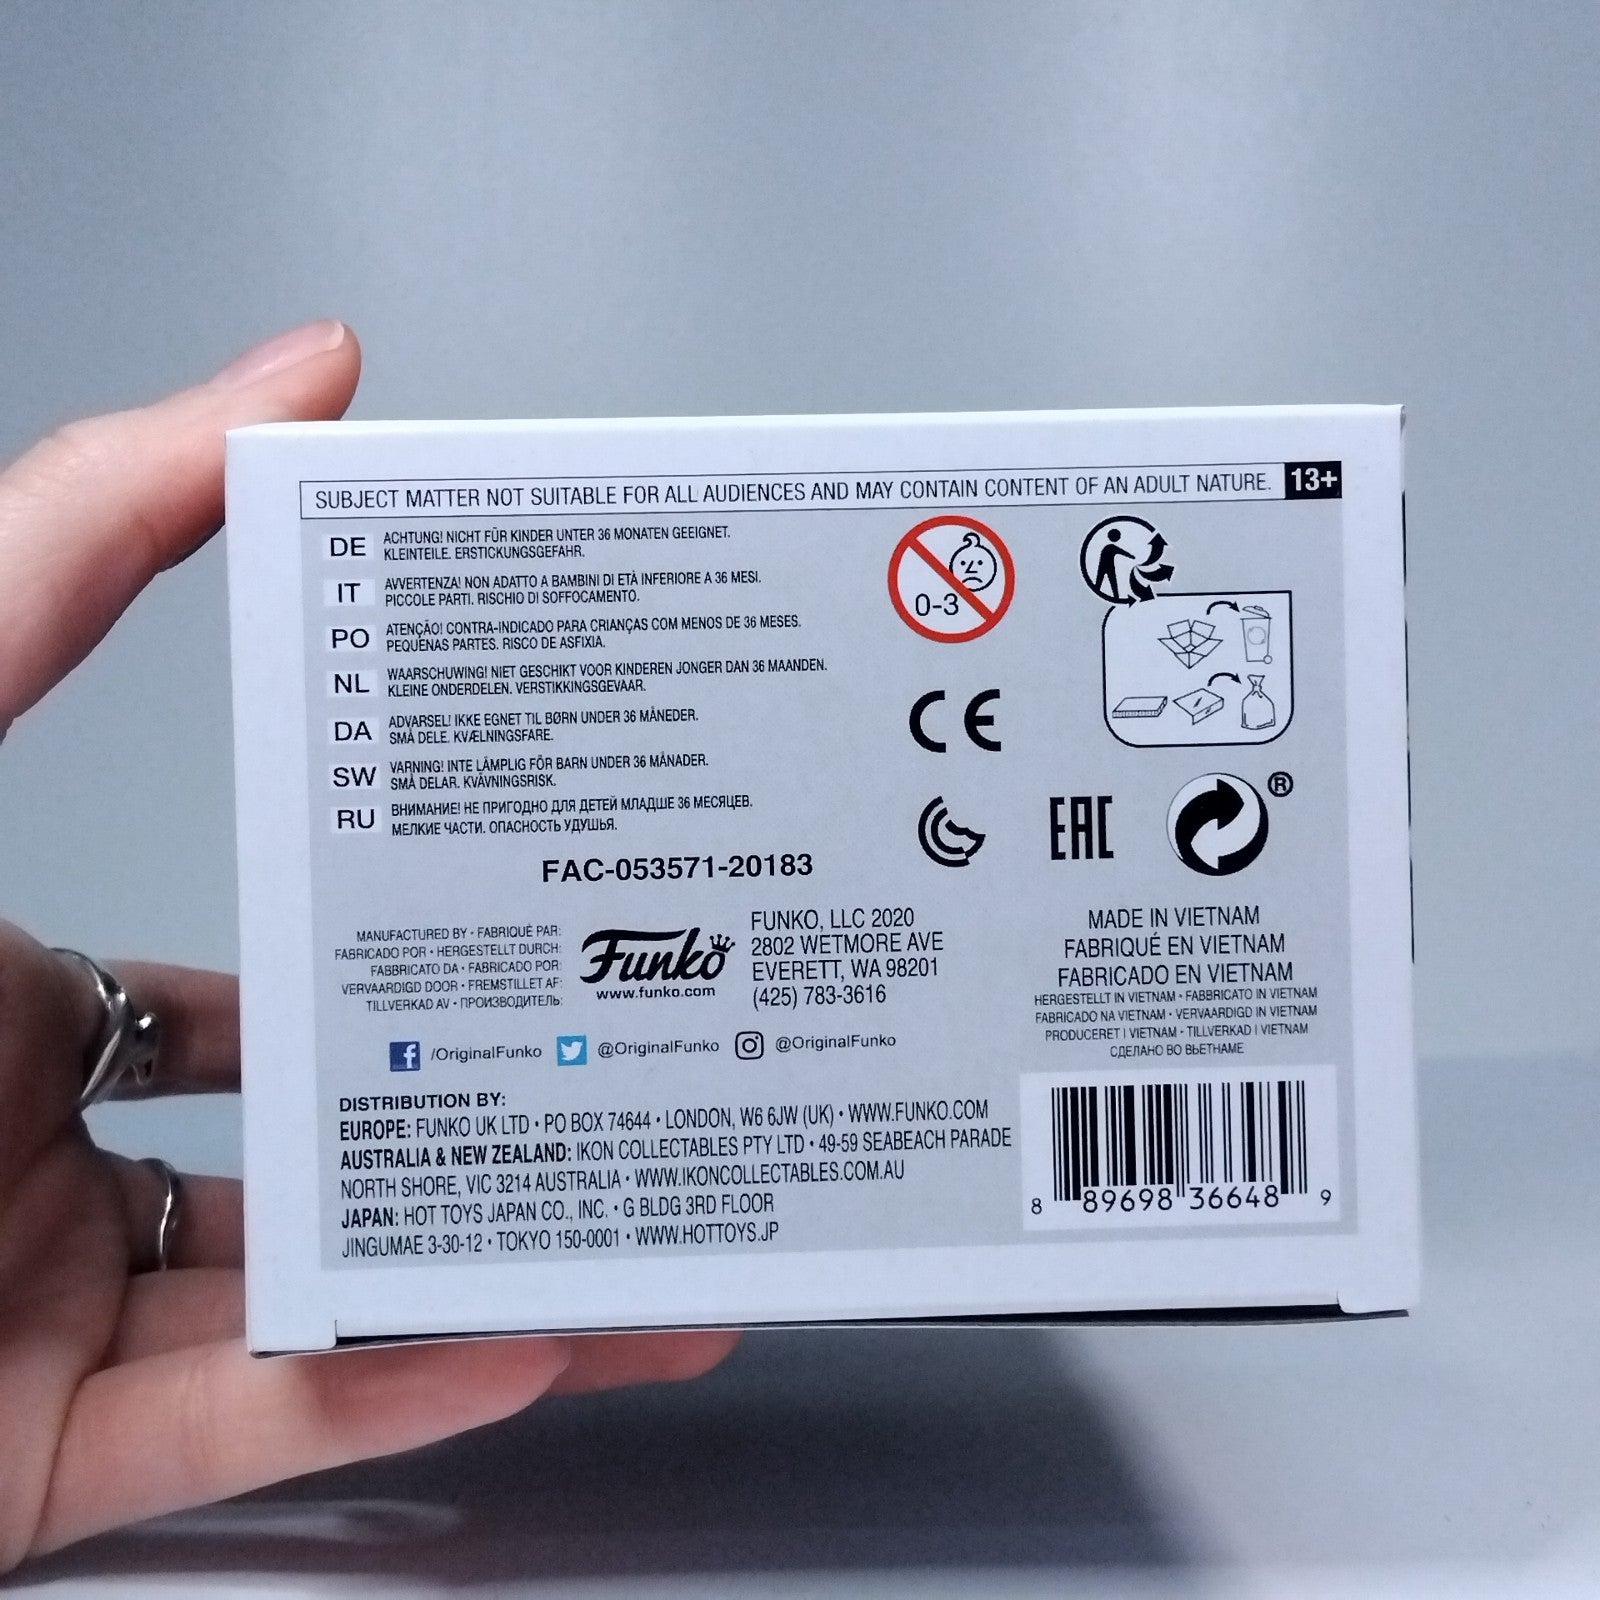 SUBJECT MATTER NOT SUITABLE FOR ALL AUDIENCES AND MAY CONTAIN CONTENT OF AN ADULT NATURE. 13+
DE ACHTUNG! NICHT FÜR KINDER UNTER 36 MONATEN GEEIGNET.
KLEINTEILE. ERSTICKUNGSGEFAHR.
IT AVVERTENZA! NON ADATTO A BAMBINI DI ETÀ INFERIORE A 36 MESI.
PICCOLE PARTI. RISCHIO DI SOFFOCAMENTO.
PO ATENÇÃO! CONTRA-INDICADO PARA CRIANÇAS COM MENOS DE 36 MESES.
PEQUENAS PARTES. RISCO DE ASFIXIA.
NL WAARSCHUWING! NIET GESCHIKT VOOR KINDEREN JONGER DAN 36 MAANDEN.
KLEINE ONDERDELEN. VERSTIKKINGSGEVAAR.
DA ADVARSEL! IKKE EGNET TIL BØRN UNDER 36 MÅNEDER.
SMÅ DELE. KVÆLNINGSFARE.
SW VARNING! INTE LÄMPLIG FÖR BARN UNDER 36 MÅNADER.
SMÅ DELAR. KVÄVNINGSRISK.
RU ВНИМАНИЕ! НЕ ПРИГОДНО ДЛЯ ДЕТЕЙ МЛАДШЕ 36 МЕСЯЦЕВ.
МЕЛКИЕ ЧАСТИ. ОПАСНОСТЬ УДУШЬЯ.
0-3
CE
EAC
®
FAC-053571-20183
MANUFACTURED BY • FABRIQUÉ PAR:
FABRICADO POR • HERGESTELLT DURCH:
FABBRICATO DA • FABRICADO POR:
VERVAARDIGD DOOR • FREMSTILLET AF:
TILLVERKAD AV • ПРОИЗВОДИТЕЛЬ:
Funko
www.funko.com
FUNKO, LLC 2020
2802 WETMORE AVE
EVERETT, WA 98201
(425) 783-3616
MADE IN VIETNAM
FABRIQUÉ EN VIETNAM
FABRICADO EN VIETNAM
HERGESTELLT IN VIETNAM • FABBRICATO IN VIETNAM
FABRICADO NA VIETNAM • VERVAARDIGD IN VIETNAM
PRODUCERET I VIETNAM • TILLVERKAD I VIETNAM
СДЕЛАНО ВО ВЬЕТНАМЕ
/OriginalFunko @OriginalFunko @OriginalFunko
DISTRIBUTION BY:
EUROPE: FUNKO UK LTD • PO BOX 74644 • LONDON, W6 6JW (UK) • WWW.FUNKO.COM
AUSTRALIA & NEW ZEALAND: IKON COLLECTABLES PTY LTD • 49-59 SEABEACH PARADE
NORTH SHORE, VIC 3214 AUSTRALIA • WWW.IKONCOLLECTABLES.COM.AU
JAPAN: HOT TOYS JAPAN CO., INC. • G BLDG 3RD FLOOR
JINGUMAE 3-30-12 • TOKYO 150-0001 • WWW.HOTTOYS.JP
8 89698 36648 9